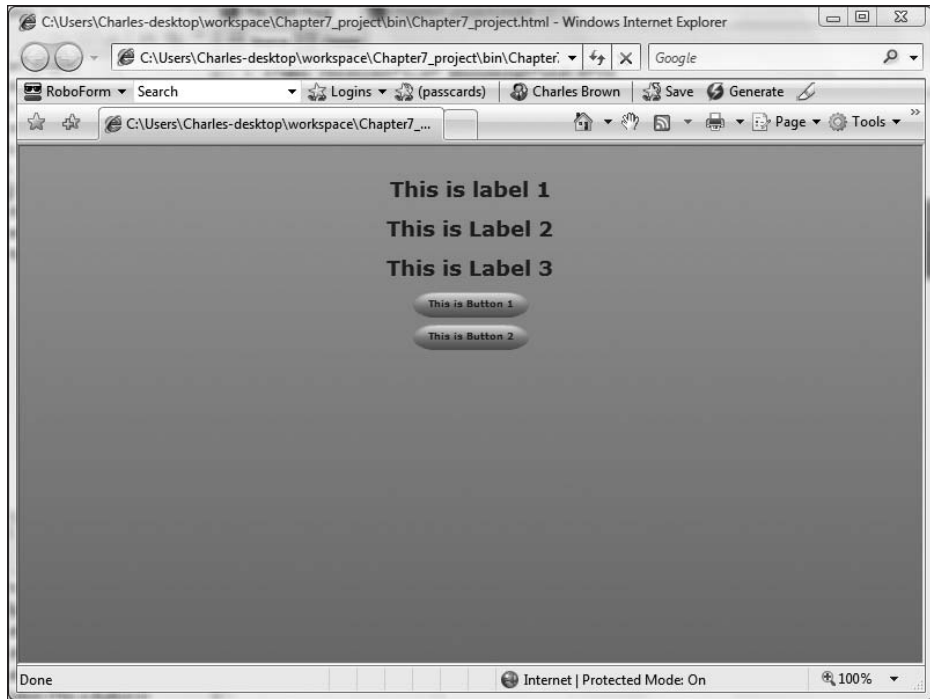 C:\Users\Charles-desktop\workspace\Chapter7_project\bin\Chapter7_project.html - Windows Internet Explorer
C:\Users\Charles-desktop\workspace\Chapter7_project\bin\Chapter. Google
RoboForm Search Logins (passcards) Charles Brown Save Generate
C:\Users\Charles-desktop\workspace\Chapter7_... Page Tools
This is label 1
This is Label 2
This is Label 3
This is Button 1
This is Button 2
Done Internet | Protected Mode: On 100%